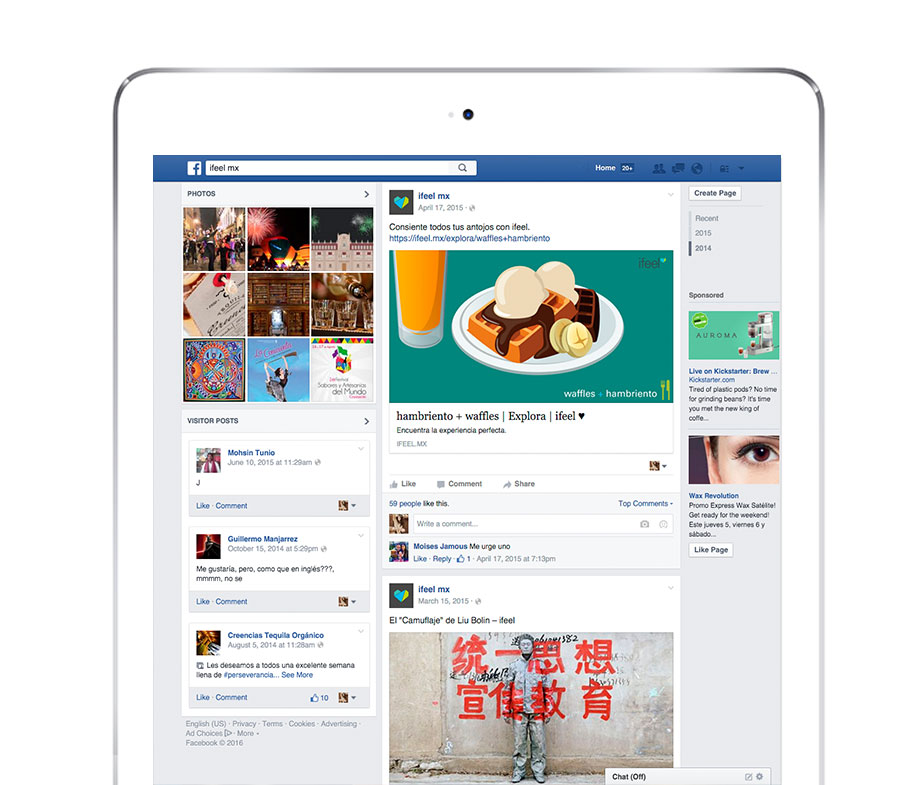 ifeel mx
Home 20+
PHOTOS
La Concorde
Sabores y Artesanías
del Mundo
VISITOR POSTS
Mohsin Tunio
June 10, 2015 at 11:29am
J
Like · Comment
Guillermo Manjarrez
October 15, 2014 at 5:29pm
Me gustaría, pero, como que en inglés???,
mmmm, no se
Like · Comment
Creencias Tequila Orgánico
August 5, 2014 at 11:28am
Les deseamos a todos una excelente semana
llena de #perseverancia... See More
Like · Comment
10
English (US) · Privacy · Terms · Cookies · Advertising ·
Ad Choices · More
Facebook © 2016
ifeel mx
April 17, 2015 ·
Consiente todos tus antojos con ifeel.
https://ifeel.mx/explora/waffles+hambriento
ifeel
waffles + hambriento
hambriento + waffles | Explora | ifeel ♥
Encuentra la experiencia perfecta.
IFEEL.MX
Like Comment Share
59 people like this.
Top Comments
Write a comment...
Moises Jamous Me urge uno
Like · Reply · 1 · April 17, 2015 at 7:13pm
ifeel mx
March 15, 2015 ·
El "Camuflaje" de Liu Bolin – ifeel
统一思想
宣传教育
Create Page
Recent
2015
2014
Sponsored
AUROMA
Live on Kickstarter: Brew ...
Kickstarter.com
Tired of plastic pods? No time
for grinding beans? It's time
you met the new king of
coffe...
Wax Revolution
Promo Express Wax Satélite!
Get ready for the weekend!
Este jueves 5, viernes 6 y
sábado...
Like Page
Chat (Off)